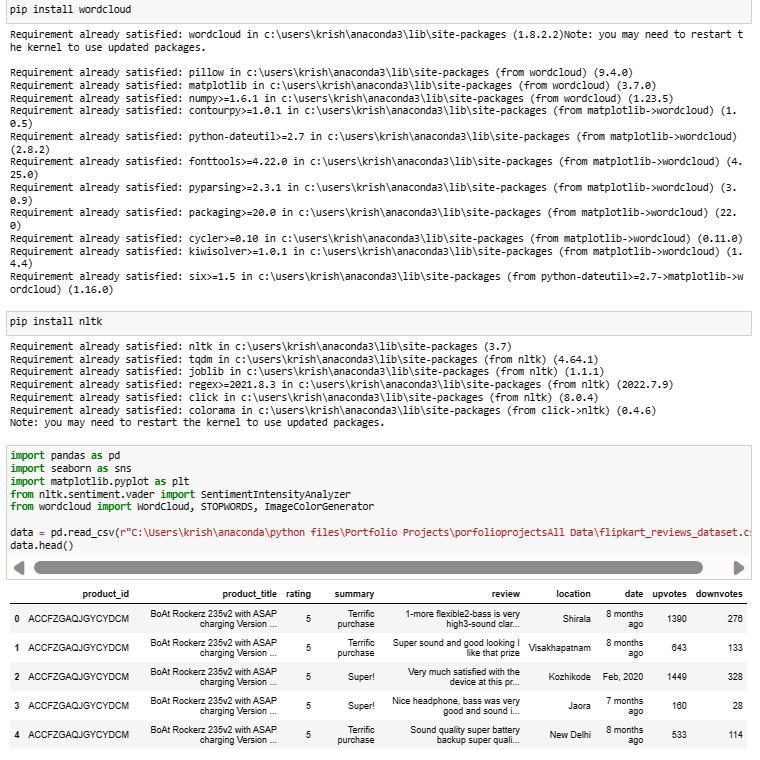 pip install wordcloud
Requirement already satisfied: wordcloud in c:\users\krish\anaconda3\lib\site-packages (1.8.2.2)Note: you may need to restart t
he kernel to use updated packages.
Requirement already satisfied: pillow in c:\users\krish\anaconda3\lib\site-packages (from wordcloud) (9.4.0)
Requirement already satisfied: matplotlib in c:\users\krish\anaconda3\lib\site-packages (from wordcloud) (3.7.0)
Requirement already satisfied: numpy>=1.6.1 in c:\users\krish\anaconda3\lib\site-packages (from wordcloud) (1.23.5)
Requirement already satisfied: contourpy>=1.0.1 in c:\users\krish\anaconda3\lib\site-packages (from matplotlib->wordcloud) (1.
0.5)
Requirement already satisfied: python-dateutil>=2.7 in c:\users\krish\anaconda3\lib\site-packages (from matplotlib->wordcloud)
(2.8.2)
Requirement already satisfied: fonttools>=4.22.0 in c:\users\krish\anaconda3\lib\site-packages (from matplotlib->wordcloud) (4.
25.0)
Requirement already satisfied: pyparsing>=2.3.1 in c:\users\krish\anaconda3\lib\site-packages (from matplotlib->wordcloud) (3.
0.9)
Requirement already satisfied: packaging>=20.0 in c:\users\krish\anaconda3\lib\site-packages (from matplotlib->wordcloud) (22.
0)
Requirement already satisfied: cycler>=0.10 in c:\users\krish\anaconda3\lib\site-packages (from matplotlib->wordcloud) (0.11.0)
Requirement already satisfied: kiwisolver>=1.0.1 in c:\users\krish\anaconda3\lib\site-packages (from matplotlib->wordcloud) (1.
4.4)
Requirement already satisfied: six>=1.5 in c:\users\krish\anaconda3\lib\site-packages (from python-dateutil>=2.7->matplotlib->w
ordcloud) (1.16.0)
pip install nltk
Requirement already satisfied: nltk in c:\users\krish\anaconda3\lib\site-packages (3.7)
Requirement already satisfied: tqdm in c:\users\krish\anaconda3\lib\site-packages (from nltk) (4.64.1)
Requirement already satisfied: joblib in c:\users\krish\anaconda3\lib\site-packages (from nltk) (1.1.1)
Requirement already satisfied: regex>=2021.8.3 in c:\users\krish\anaconda3\lib\site-packages (from nltk) (2022.7.9)
Requirement already satisfied: click in c:\users\krish\anaconda3\lib\site-packages (from nltk) (8.0.4)
Requirement already satisfied: colorama in c:\users\krish\anaconda3\lib\site-packages (from click->nltk) (0.4.6)
Note: you may need to restart the kernel to use updated packages.
import pandas as pd
import seaborn as sns
import matplotlib.pyplot as plt
from nltk.sentiment.vader import SentimentIntensityAnalyzer
from wordcloud import WordCloud, STOPWORDS, ImageColorGenerator
data = pd.read_csv(r"C:\Users\krish\anaconda\python files\Portfolio Projects\porfolioprojectsAll Data\flipkart_reviews_dataset.cs
data.head()
product_id product_title rating summary review location date upvotes downvotes
0 ACCFZGAQJGYCYDCM BoAt Rockerz 235v2 with ASAP charging Version ... 5 Terrific purchase 1-more flexible2-bass is very high3-sound clar... Shirala 8 months ago 1390 276
1 ACCFZGAQJGYCYDCM BoAt Rockerz 235v2 with ASAP charging Version ... 5 Terrific purchase Super sound and good looking I like that prize Visakhapatnam 8 months ago 643 133
2 ACCFZGAQJGYCYDCM BoAt Rockerz 235v2 with ASAP charging Version ... 5 Super! Very much satisfied with the device at this pr... Kozhikode Feb, 2020 1449 328
3 ACCFZGAQJGYCYDCM BoAt Rockerz 235v2 with ASAP charging Version ... 5 Super! Nice headphone, bass was very good and sound i... Jaora 7 months ago 160 28
4 ACCFZGAQJGYCYDCM BoAt Rockerz 235v2 with ASAP charging Version ... 5 Terrific purchase Sound quality super battery backup super quali... New Delhi 8 months ago 533 114